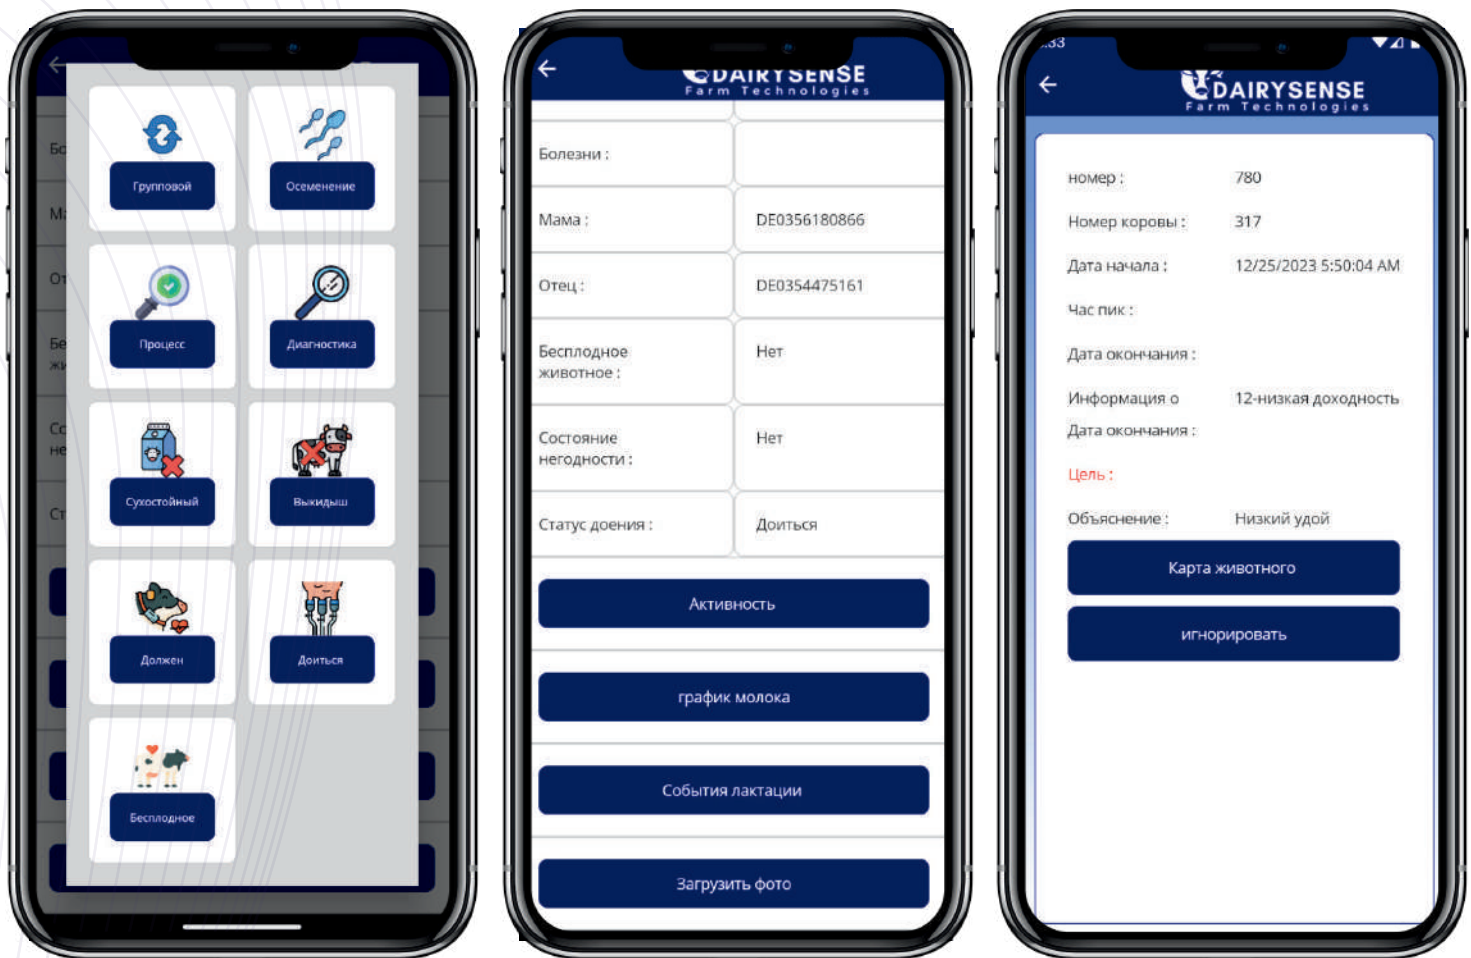 Групповой
Осеменение
Процесс
Диагностика
Сухостойный
Выкидыш
Должен
Доиться
Бесплодное
DAIRYSENSE
Farm Technologies
Болезни :
Мама : DE0356180866
Отец : DE0354475161
Бесплодное Нет
животное :
Состояние Нет
негодности :
Статус доения : Доиться
Активность
график молока
События лактации
Загрузить фото
DAIRYSENSE
Farm Technologies
номер : 780
Номер коровы : 317
Дата начала : 12/25/2023 5:50:04 AM
Час пик :
Дата окончания :
Информация о 12-низкая доходность
Дата окончания :
Цель :
Объяснение : Низкий удой
Карта животного
игнорировать